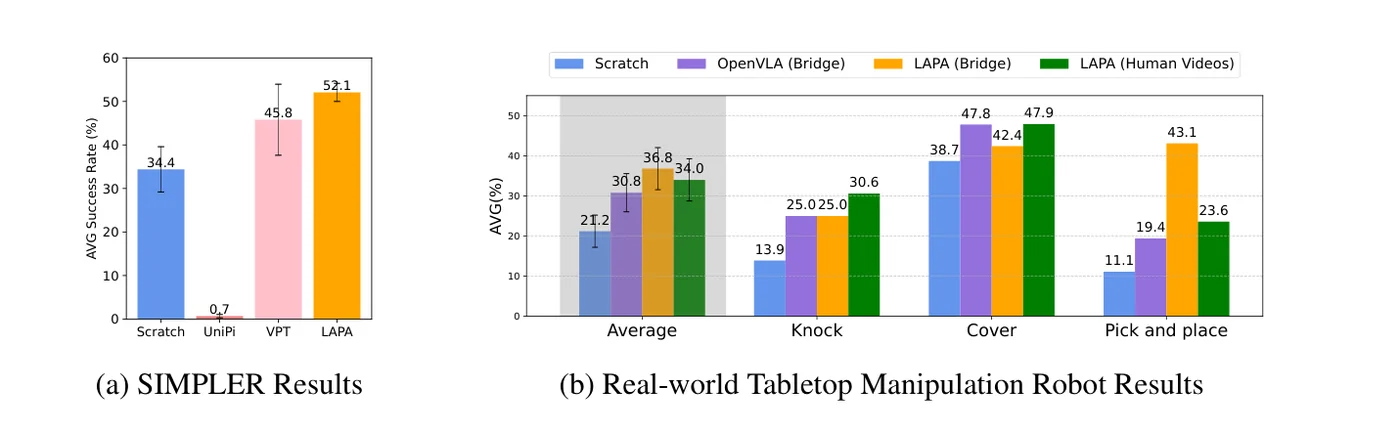 AVG Success Rate (%)
60
50
40
30
20
10
0
34.4
0.7
45.8
52.1
Scratch UniPi VPT LAPA
(a) SIMPLER Results
Scratch OpenVLA (Bridge) LAPA (Bridge) LAPA (Human Videos)
AVG(%)
50
40
30
20
10
0
21.2 30.8 36.8 34.0
13.9 25.0 25.0 30.6
38.7 47.8 42.4 47.9
11.1 19.4 43.1 23.6
Average Knock Cover Pick and place
(b) Real-world Tabletop Manipulation Robot Results